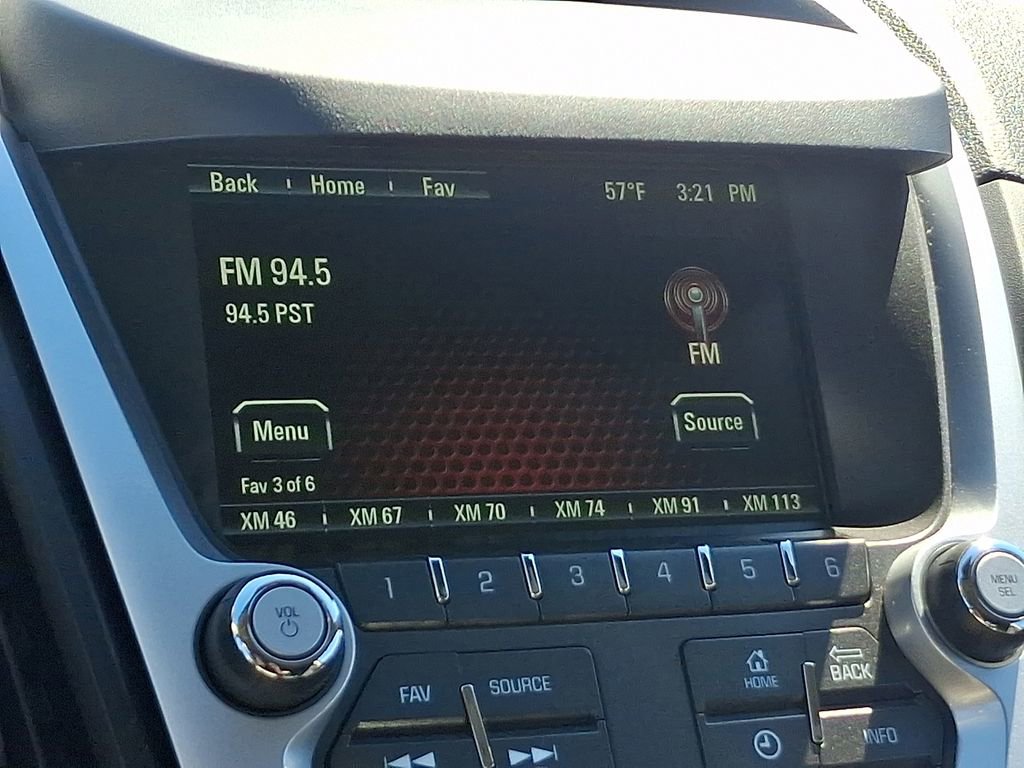 Back Home Fav 57°F 3:21 PM
FM 94.5
94.5 PST
FM
Menu Source
Fav 3 of 6
XM 46 XM 67 XM 70 XM 74 XM 91 XM 113
1 2 3 4 5 6
VOL
MENU
SEL
FAV SOURCE
HOME BACK
INFO